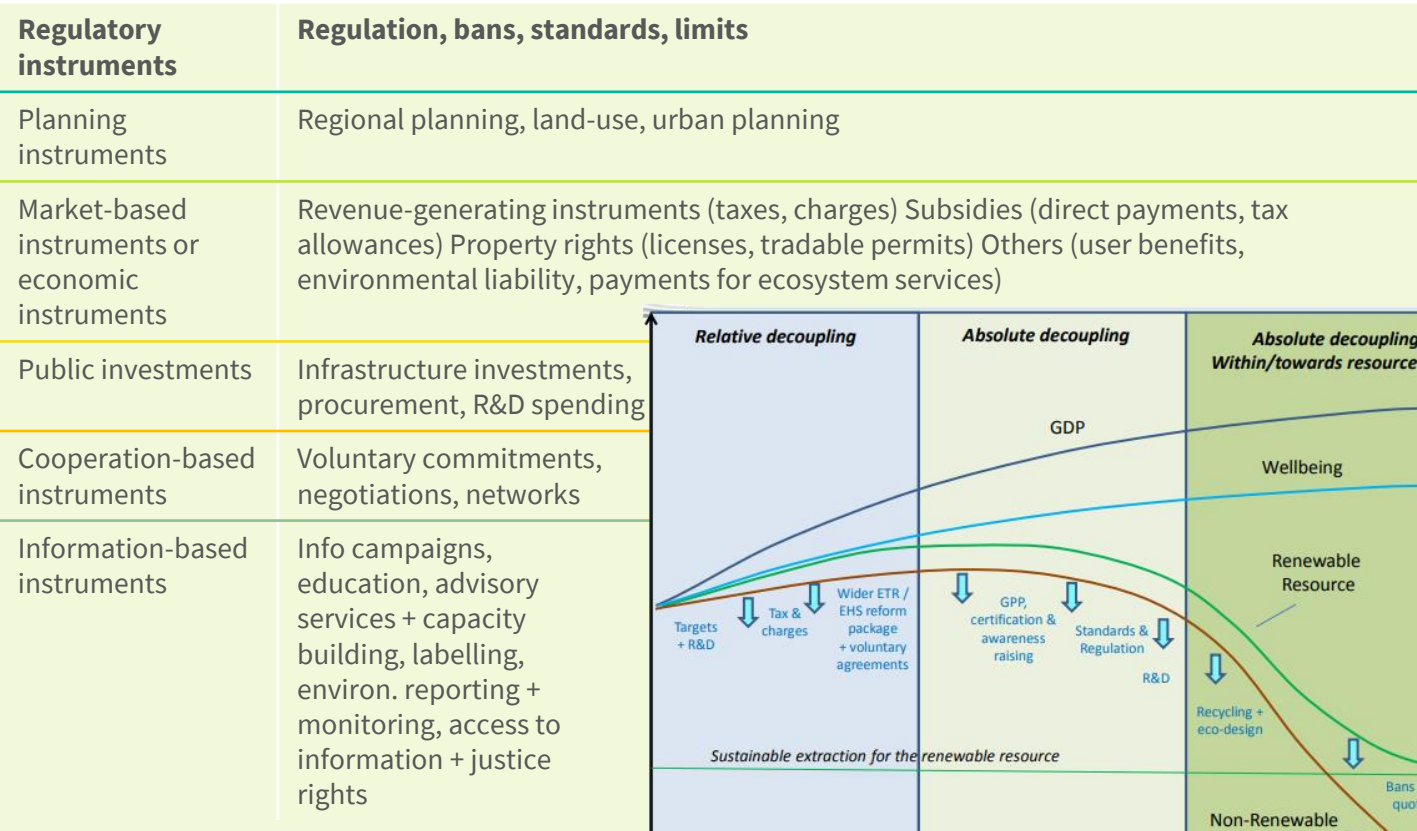 Regulatory
instruments
Regulation, bans, standards, limits
Planning
instruments
Regional planning, land-use, urban planning
Market-based
instruments or
economic
instruments
Revenue-generating instruments (taxes, charges) Subsidies (direct payments, tax
allowances) Property rights (licenses, tradable permits) Others (user benefits,
environmental liability, payments for ecosystem services)
Public investments
Infrastructure investments,
procurement, R&D spending
Cooperation-based
instruments
Voluntary commitments,
negotiations, networks
Information-based
instruments
Info campaigns,
education, advisory
services + capacity
building, labelling,
environ. reporting +
monitoring, access to
information + justice
rights
Relative decoupling
Absolute decoupling
Absolute decoupling
Within/towards resource
GDP
Wellbeing
Renewable
Resource
Targets
+ R&D
Tax &
charges
Wider ETR /
EHS reform
package
+ voluntary
agreements
GPP,
certification &
awareness
raising
Standards &
Regulation
R&D
Recycling +
eco-design
Sustainable extraction for the renewable resource
Bans
Non-Renewable